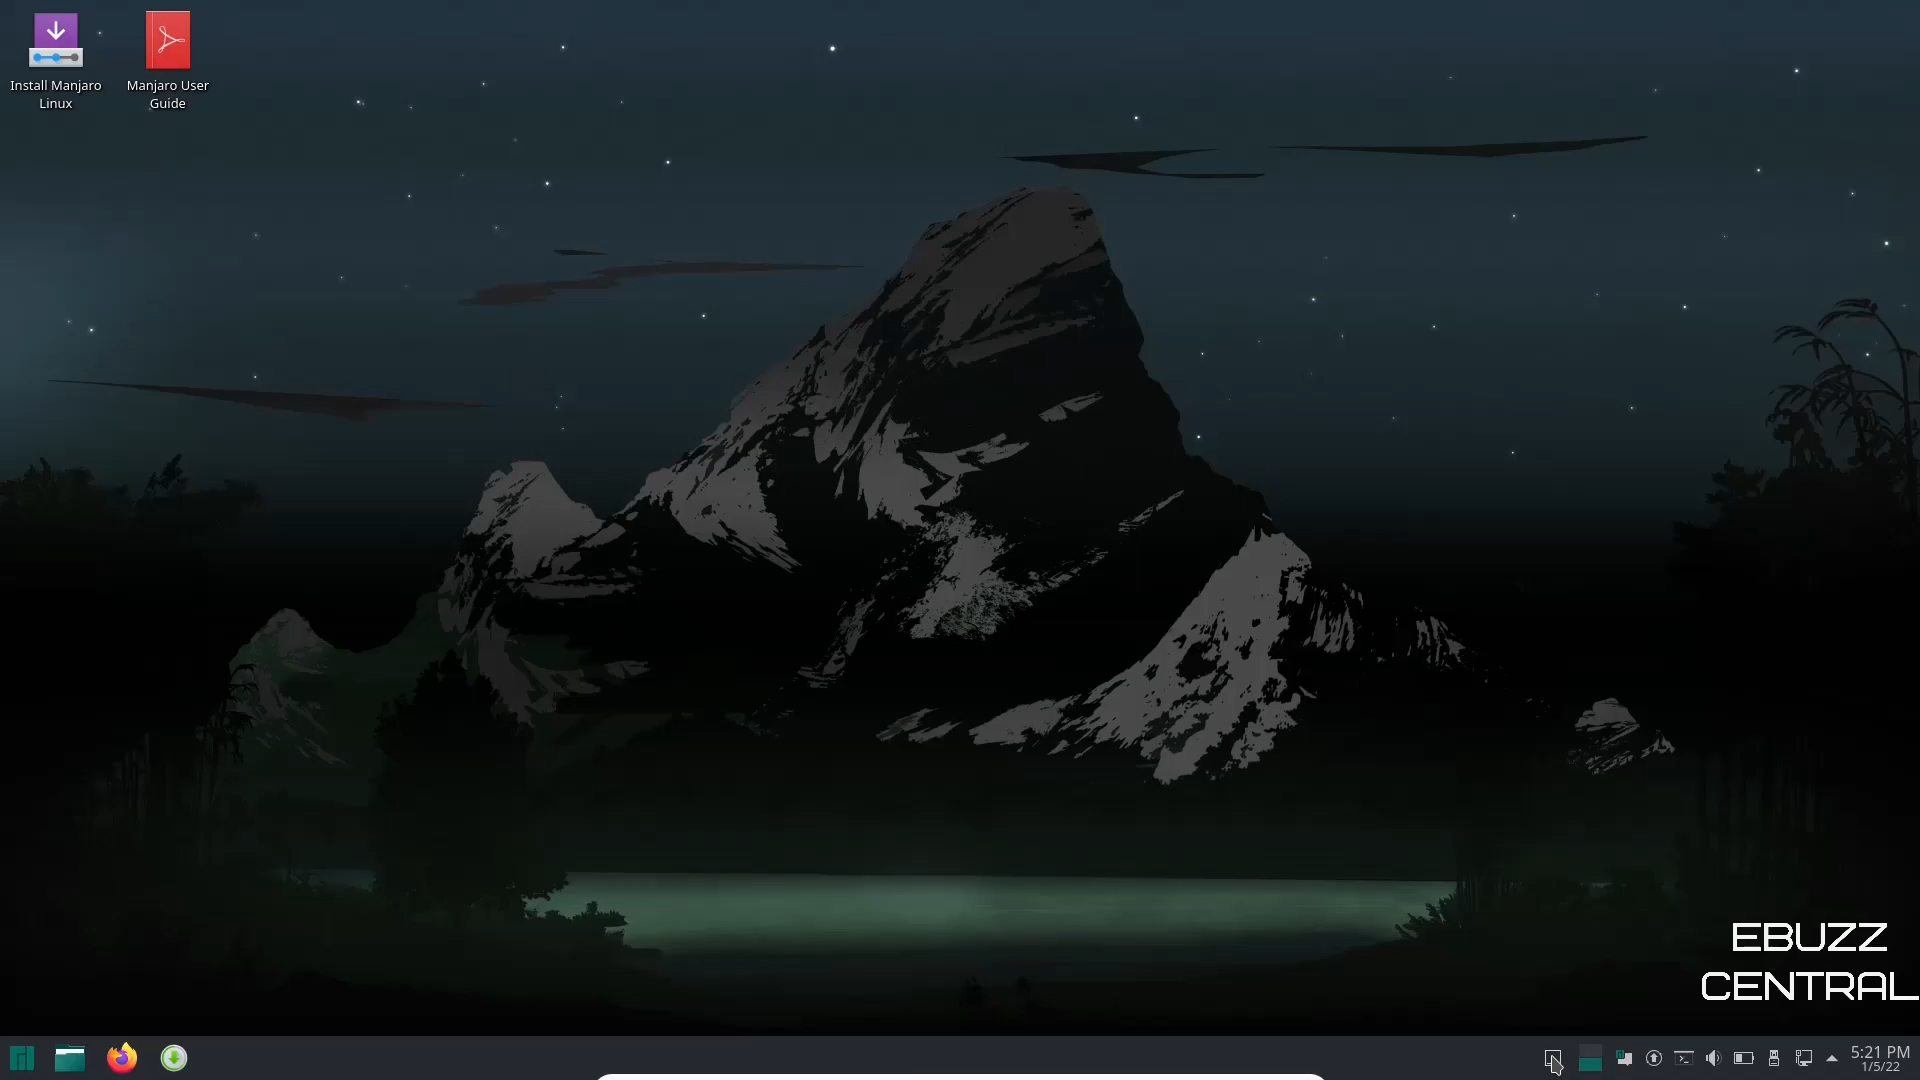 Install Manjaro
Linux
Manjaro User
Guide
EBUZZ
CENTRAL
5:21 PM
1/5/22